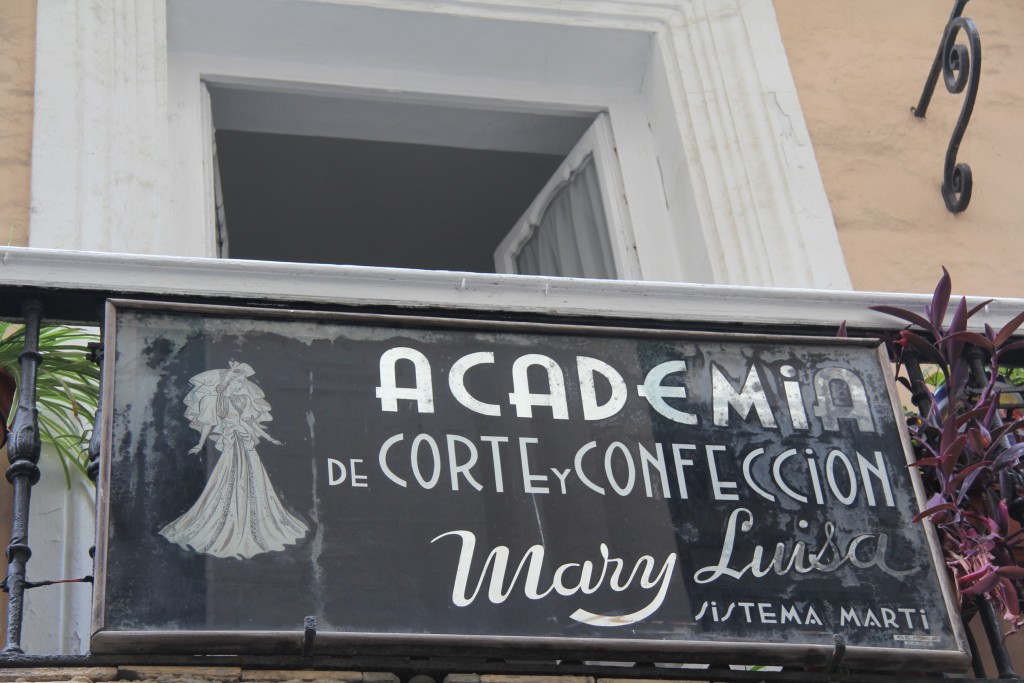 ACADEMiA
DE CORTE Y CONFECCiON
Mary Luisa
SiSTEMA MARTi